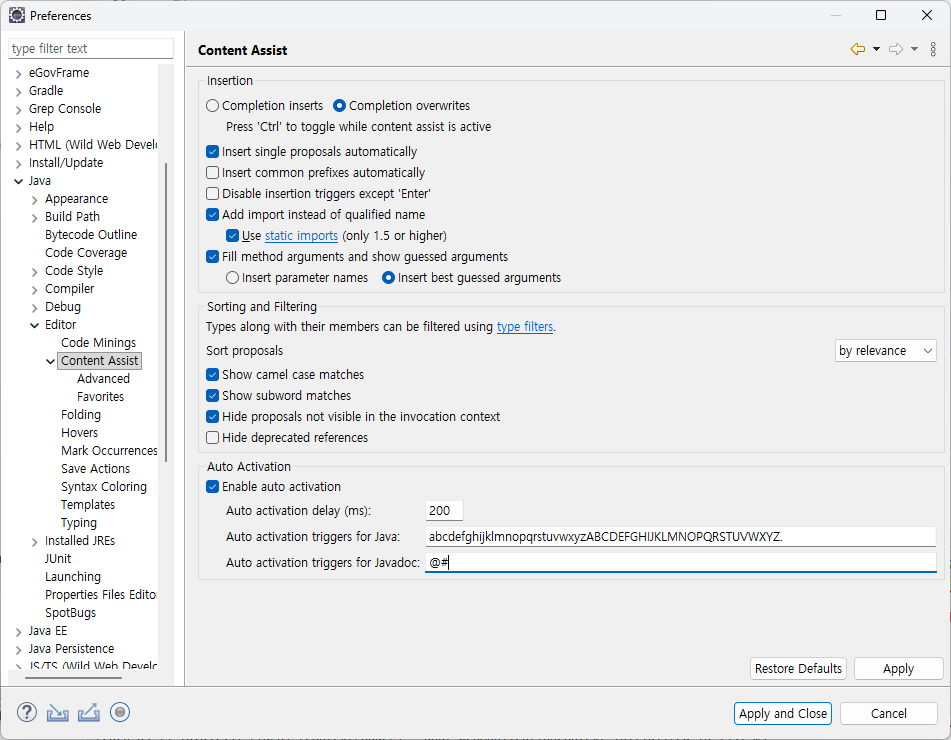 Preferences
type filter text
eGovFrame
Gradle
Grep Console
Help
HTML (Wild Web Devel
Install/Update
Java
Appearance
Build Path
Bytecode Outline
Code Coverage
Code Style
Compiler
Debug
Editor
Code Minings
Content Assist
Advanced
Favorites
Folding
Hovers
Mark Occurrences
Save Actions
Syntax Coloring
Templates
Typing
Installed JREs
JUnit
Launching
Properties Files Edito
SpotBugs
Java EE
Java Persistence
JS/TS (Wild Web Develo
Content Assist
Insertion
Completion inserts Completion overwrites
Press 'Ctrl' to toggle while content assist is active
Insert single proposals automatically
Insert common prefixes automatically
Disable insertion triggers except 'Enter'
Add import instead of qualified name
Use static imports (only 1.5 or higher)
Fill method arguments and show guessed arguments
Insert parameter names Insert best guessed arguments
Sorting and Filtering
Types along with their members can be filtered using type filters.
Sort proposals by relevance
Show camel case matches
Show subword matches
Hide proposals not visible in the invocation context
Hide deprecated references
Auto Activation
Enable auto activation
Auto activation delay (ms): 200
Auto activation triggers for Java: abcdefghijklmnopqrstuvwxyzABCDEFGHIJKLMNOPQRSTUVWXYZ.
Auto activation triggers for Javadoc: @#
Restore Defaults Apply
Apply and Close Cancel